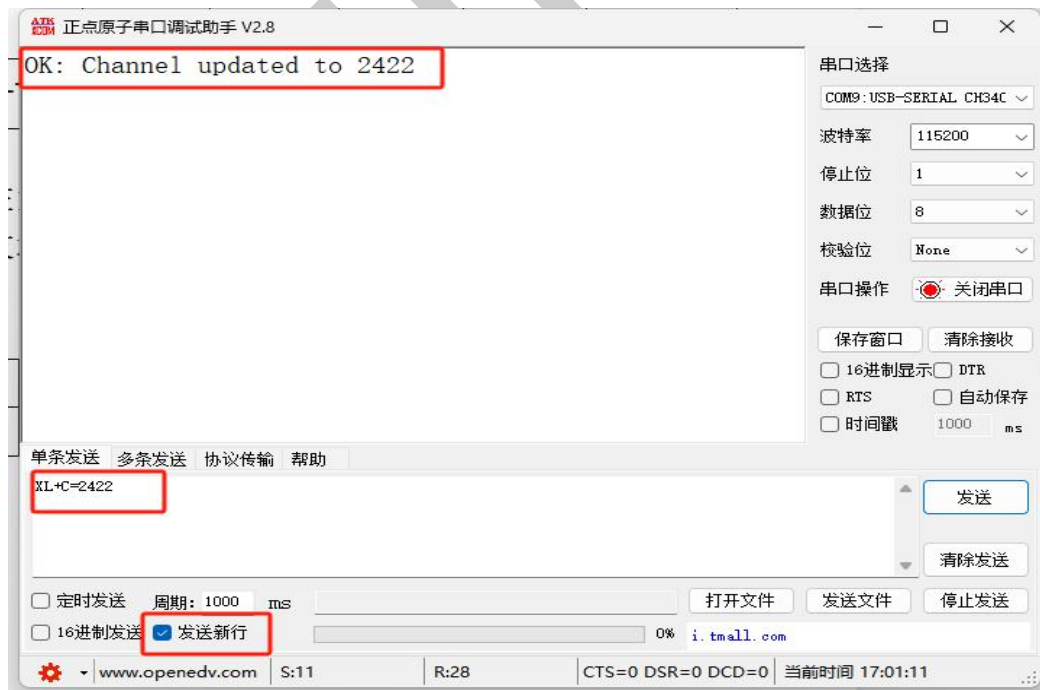 ATK
XCOM 正点原子串口调试助手 V2.8
OK: Channel updated to 2422
串口选择
COM9:USB-SERIAL CH34C
波特率 115200
停止位 1
数据位 8
校验位 None
串口操作 关闭串口
保存窗口 清除接收
16进制显示 DTR
RTS 自动保存
时间戳 1000 ms
单条发送 多条发送 协议传输 帮助
XL+C=2422
发送
清除发送
定时发送 周期: 1000 ms 打开文件 发送文件 停止发送
16进制发送 发送新行 0% i.tmall.com
www.openedv.com S:11 R:28 CTS=0 DSR=0 DCD=0 当前时间 17:01:11